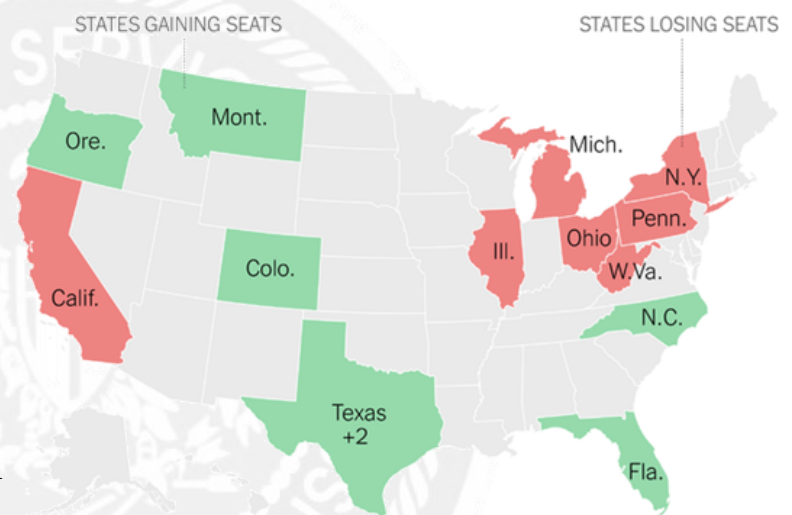 STATES GAINING SEATS
STATES LOSING SEATS
Mont.
Ore.
Mich.
N.Y.
Penn.
Ohio
Ill.
W.Va.
Colo.
Calif.
N.C.
Texas
+2
Fla.